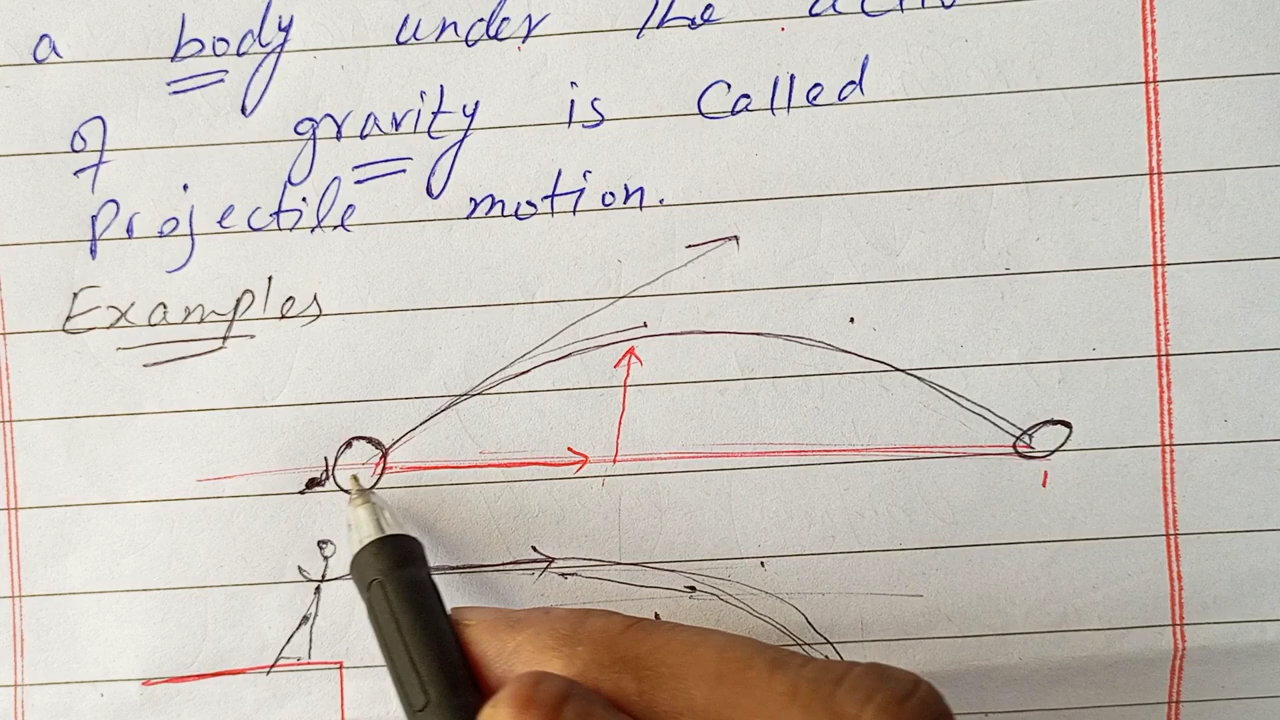 a body under the
of gravity is Called
Projectile motion.
Examples